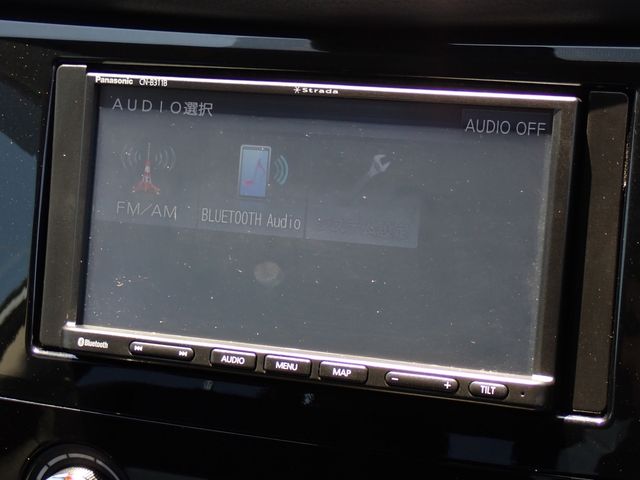 Panasonic CN-B311B
Strada
AUDIO選択
AUDIO OFF
FM/AM
BLUETOOTH Audio
Bluetooth
AUDIO
MENU
MAP
− +
TILT